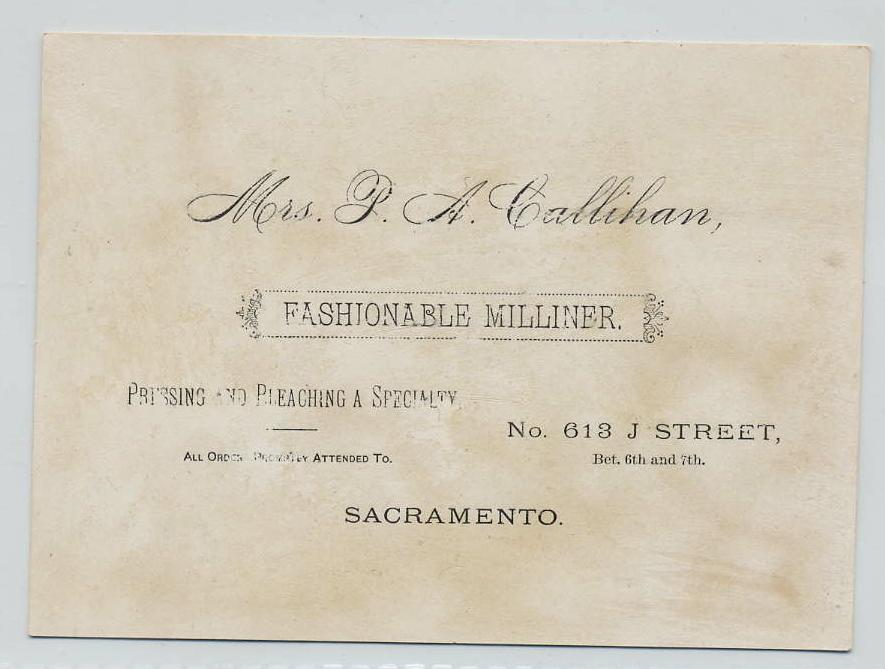 Mrs. P. A. Callihan,
FASHIONABLE MILLINER.
PRESSING AND BLEACHING A SPECIALTY.
ALL ORDERS PROMPTLY ATTENDED TO.
No. 613 J STREET,
Bet. 6th and 7th.
SACRAMENTO.